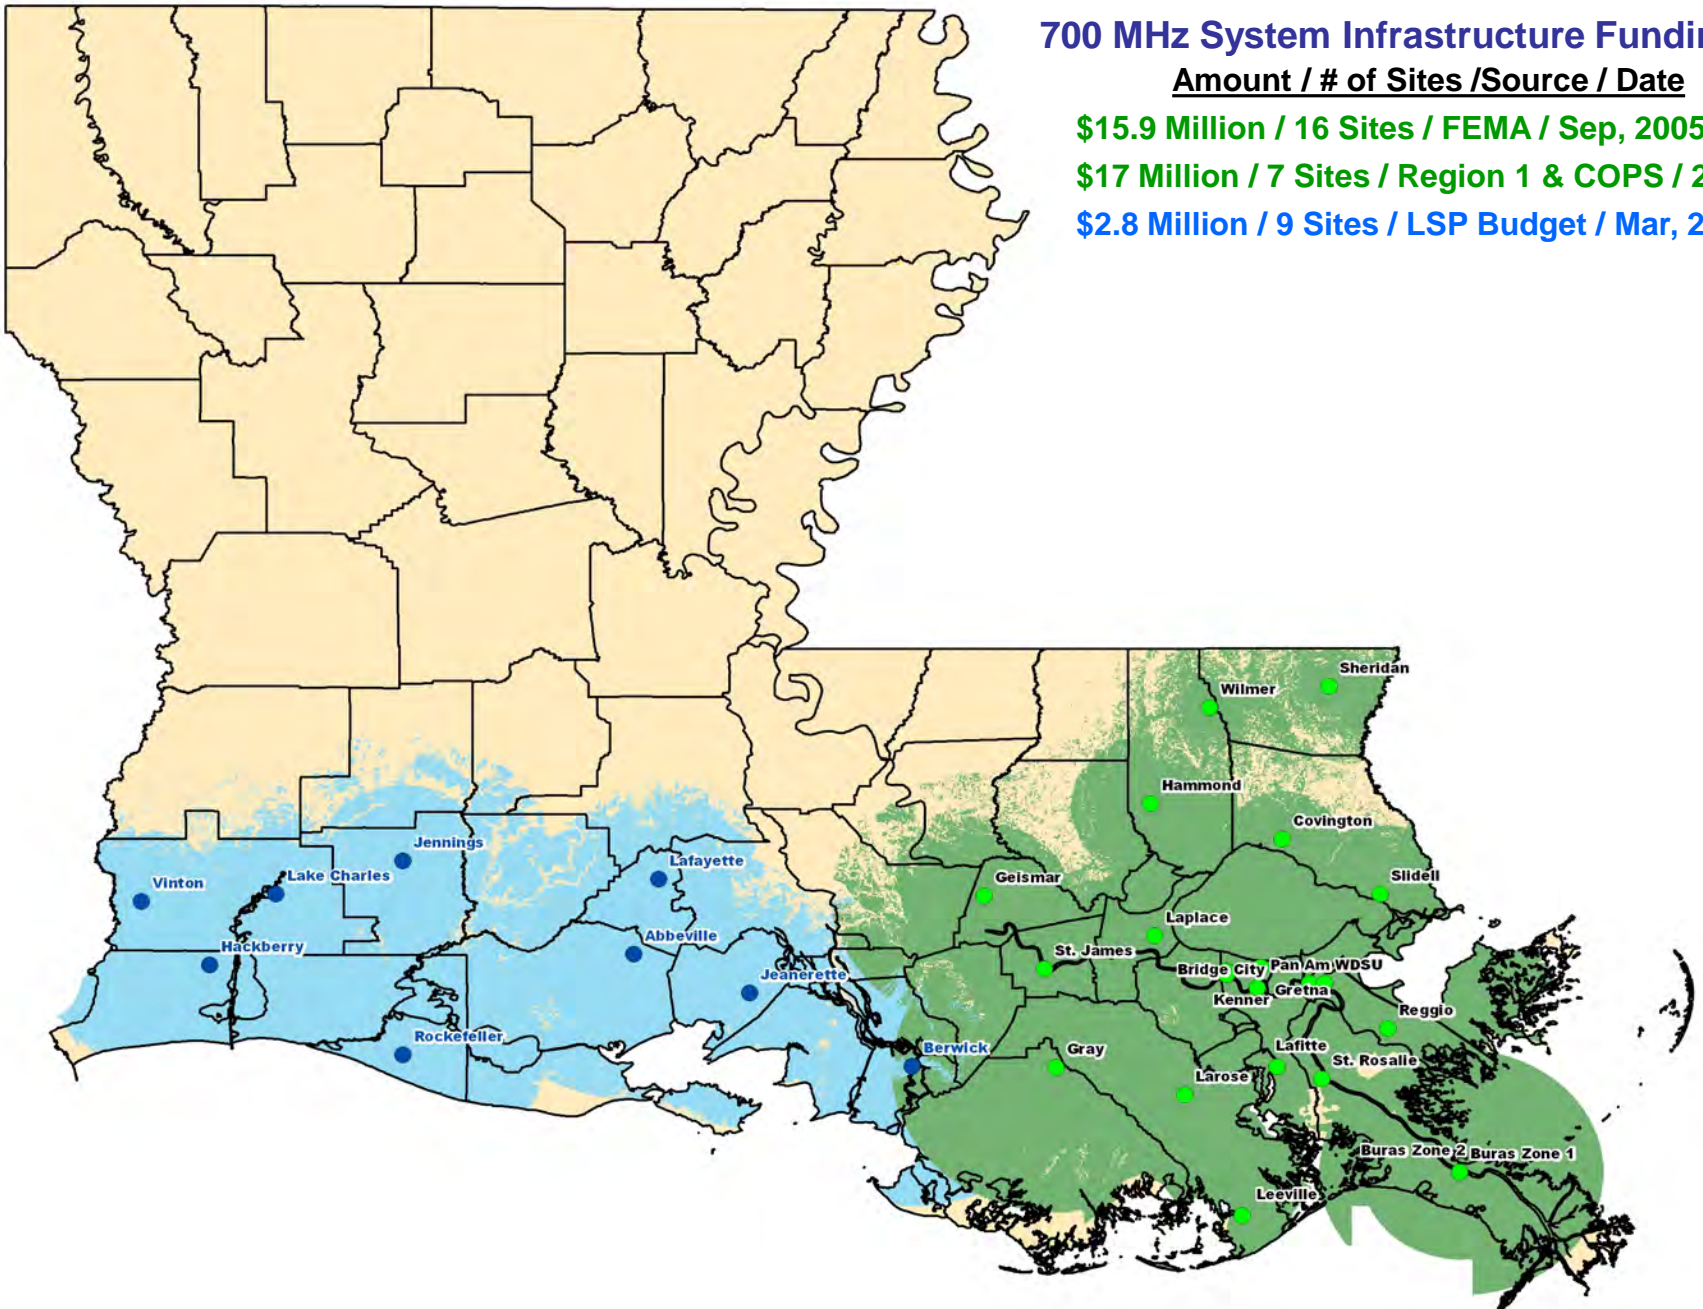 700 MHz System Infrastructure
Amount / # of Sites /Source / Date
$15.9 Million / 16 Sites / FEMA / Sep, 2005
$17 Million / 7 Sites / Region 1 & COPS /
$2.8 Million / 9 Sites / LSP Budget / Mar,
Sheridan
Wilmer
Hammond
Covington
Jennings
Lafayette
Lake Charles
Vinton
Geismar
Slidell
Laplace
Abbeville
Hackberry
St. James
Bridge City
Pan Am
WDSU
Jeanerette
Gretna
Kenner
Reggio
Rockefeller
Berwick
Gray
Lafitte
St. Rosalie
Larose
Buras Zone 2
Buras Zone 1
Leeville